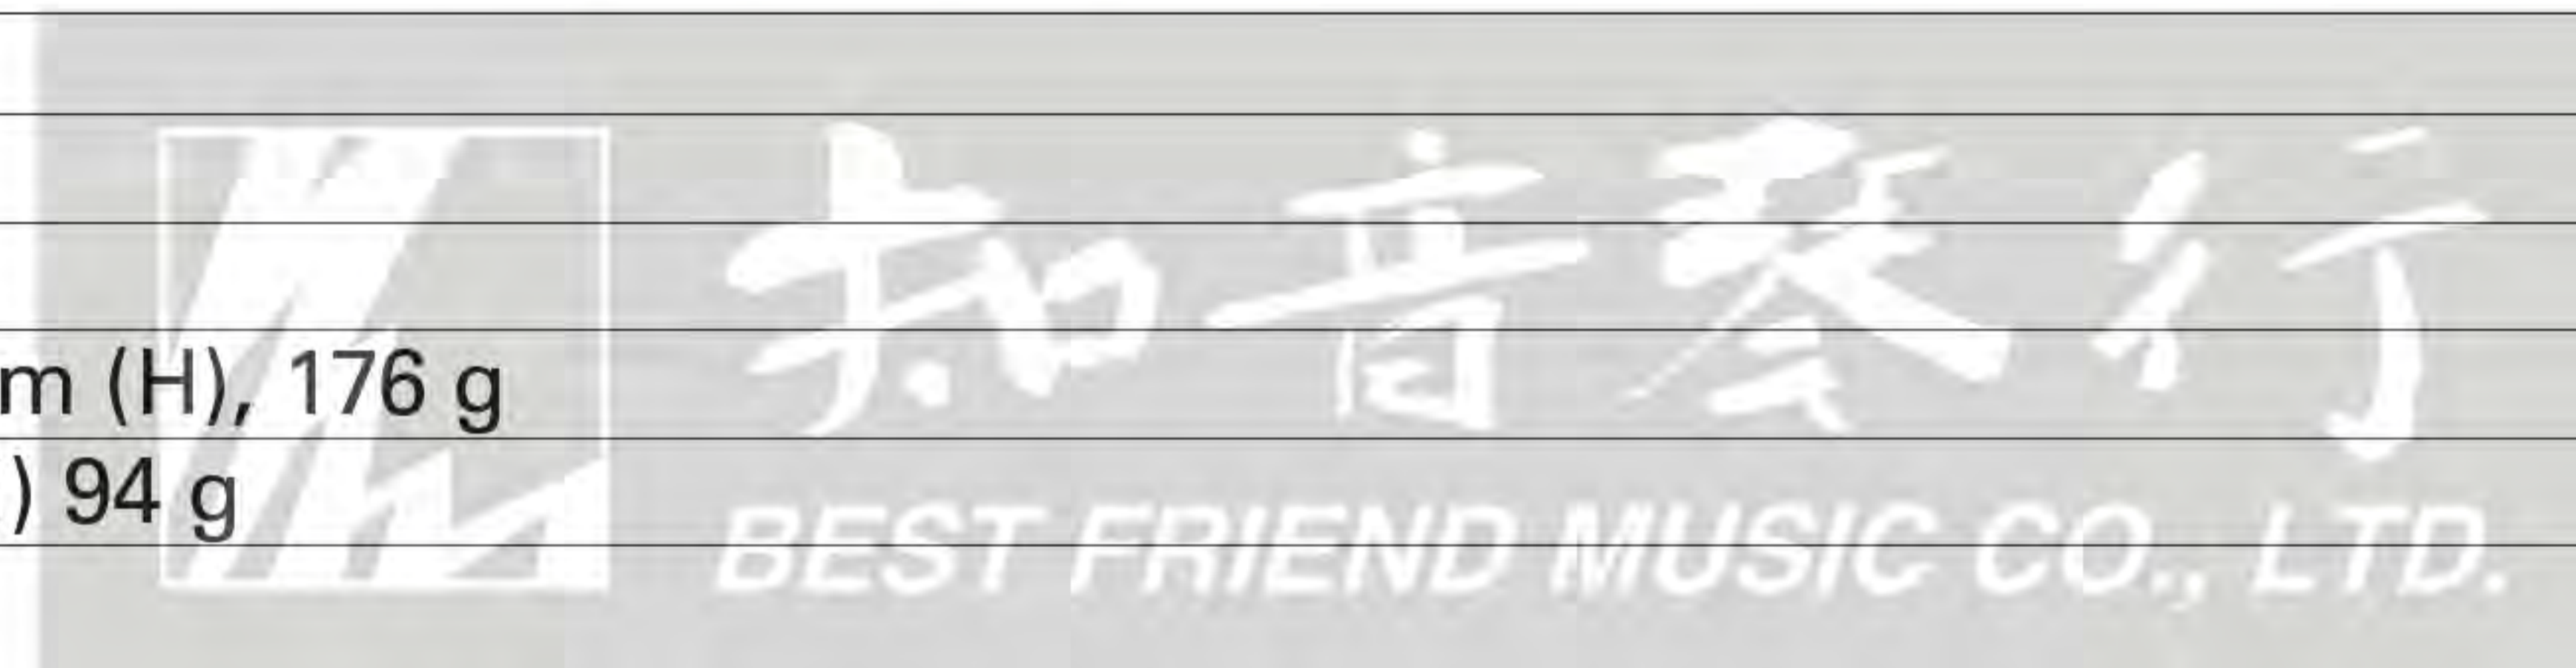 知音琴行
m (H), 176 g
) 94 g
BEST FRIEND MUSIC CO., LTD.